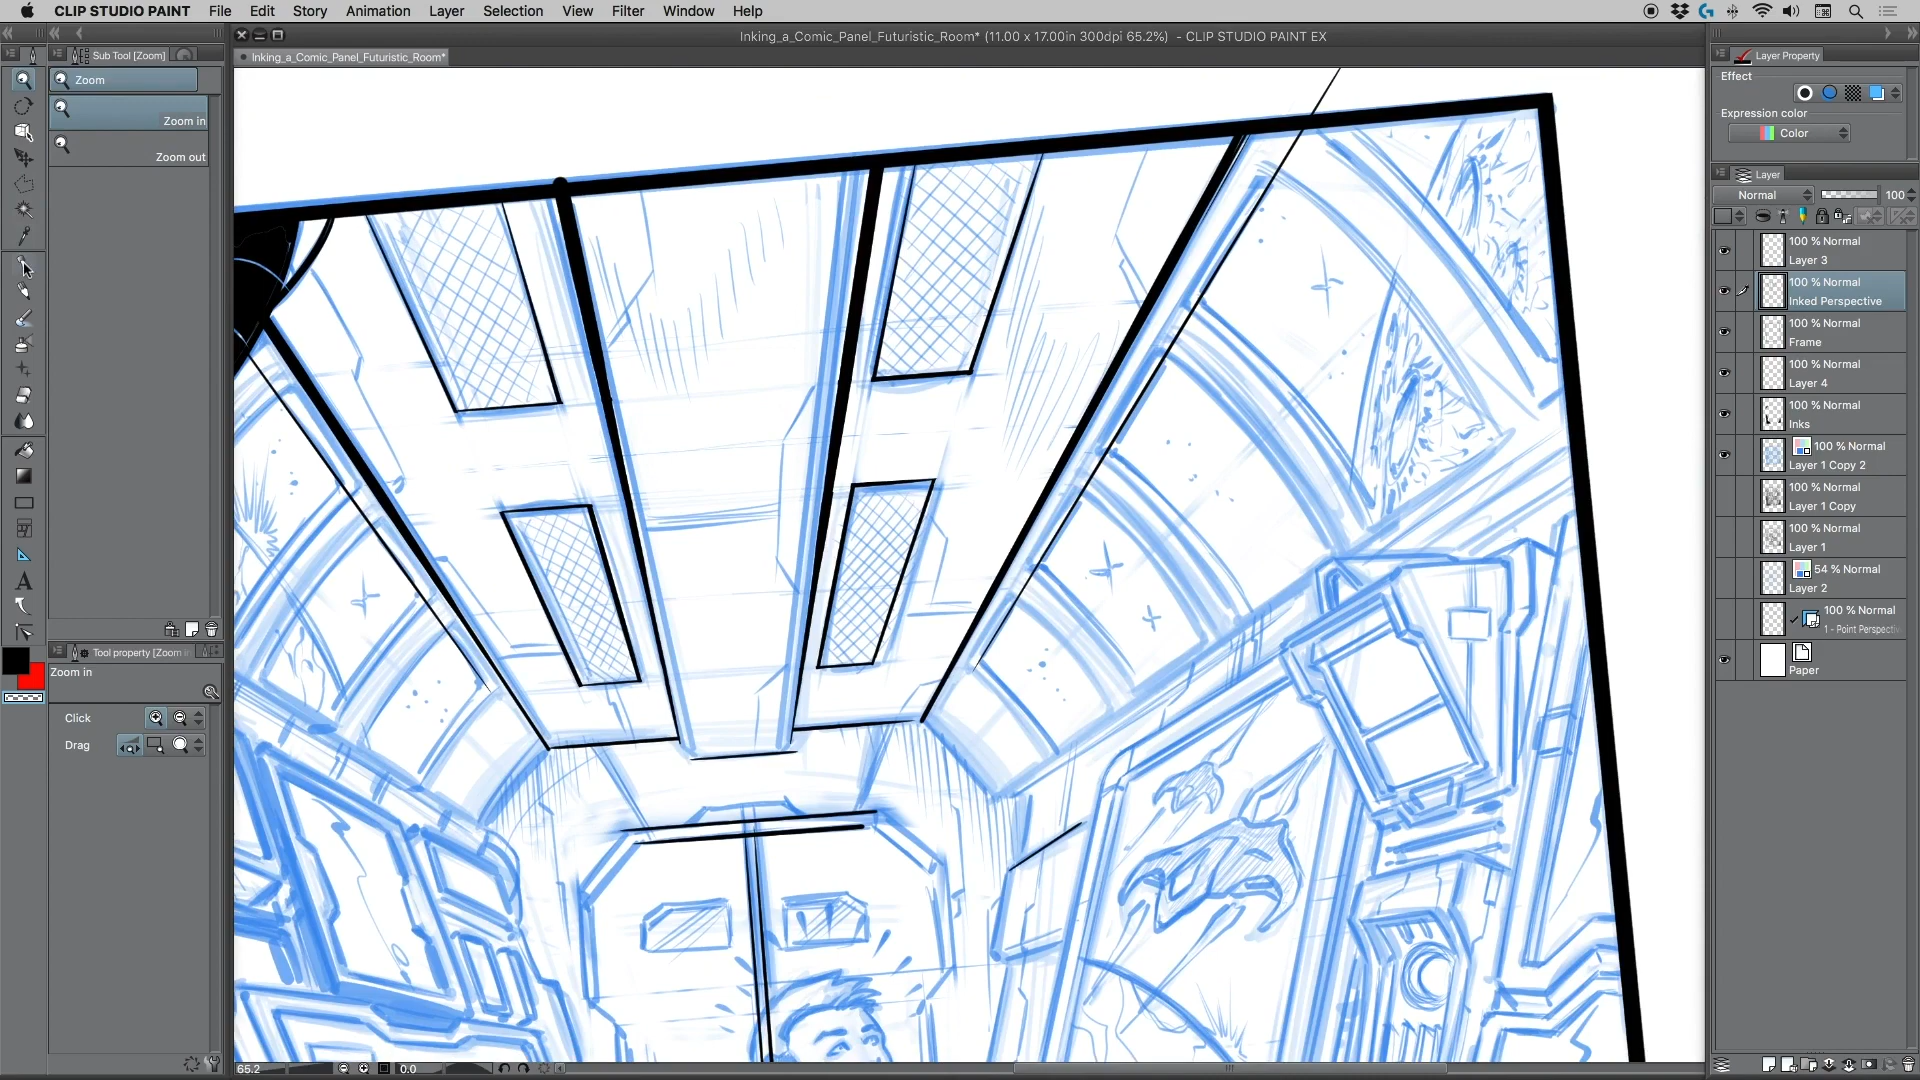 CLIP STUDIO PAINT File Edit Story Animation Layer Selection View Filter Window Help
Inking_a_Comic_Panel_Futuristic_Room* (11.00 x 17.00in 300dpi 65.2%) - CLIP STUDIO PAINT EX
Inking_a_Comic_Panel_Futuristic_Room*
Sub Tool [Zoom]
Zoom
Zoom in
Zoom out
Tool property [Zoom in
Zoom in
Click
Drag
65.2
0.0
Layer Property
Effect
Expression color
Color
Layer
Normal 100
100 % Normal
Layer 3
100 % Normal
Inked Perspective
100 % Normal
Frame
100 % Normal
Layer 4
100 % Normal
Inks
100 % Normal
Layer 1 Copy 2
100 % Normal
Layer 1 Copy
100 % Normal
Layer 1
54 % Normal
Layer 2
100 % Normal
1 - Point Perspectiv
Paper